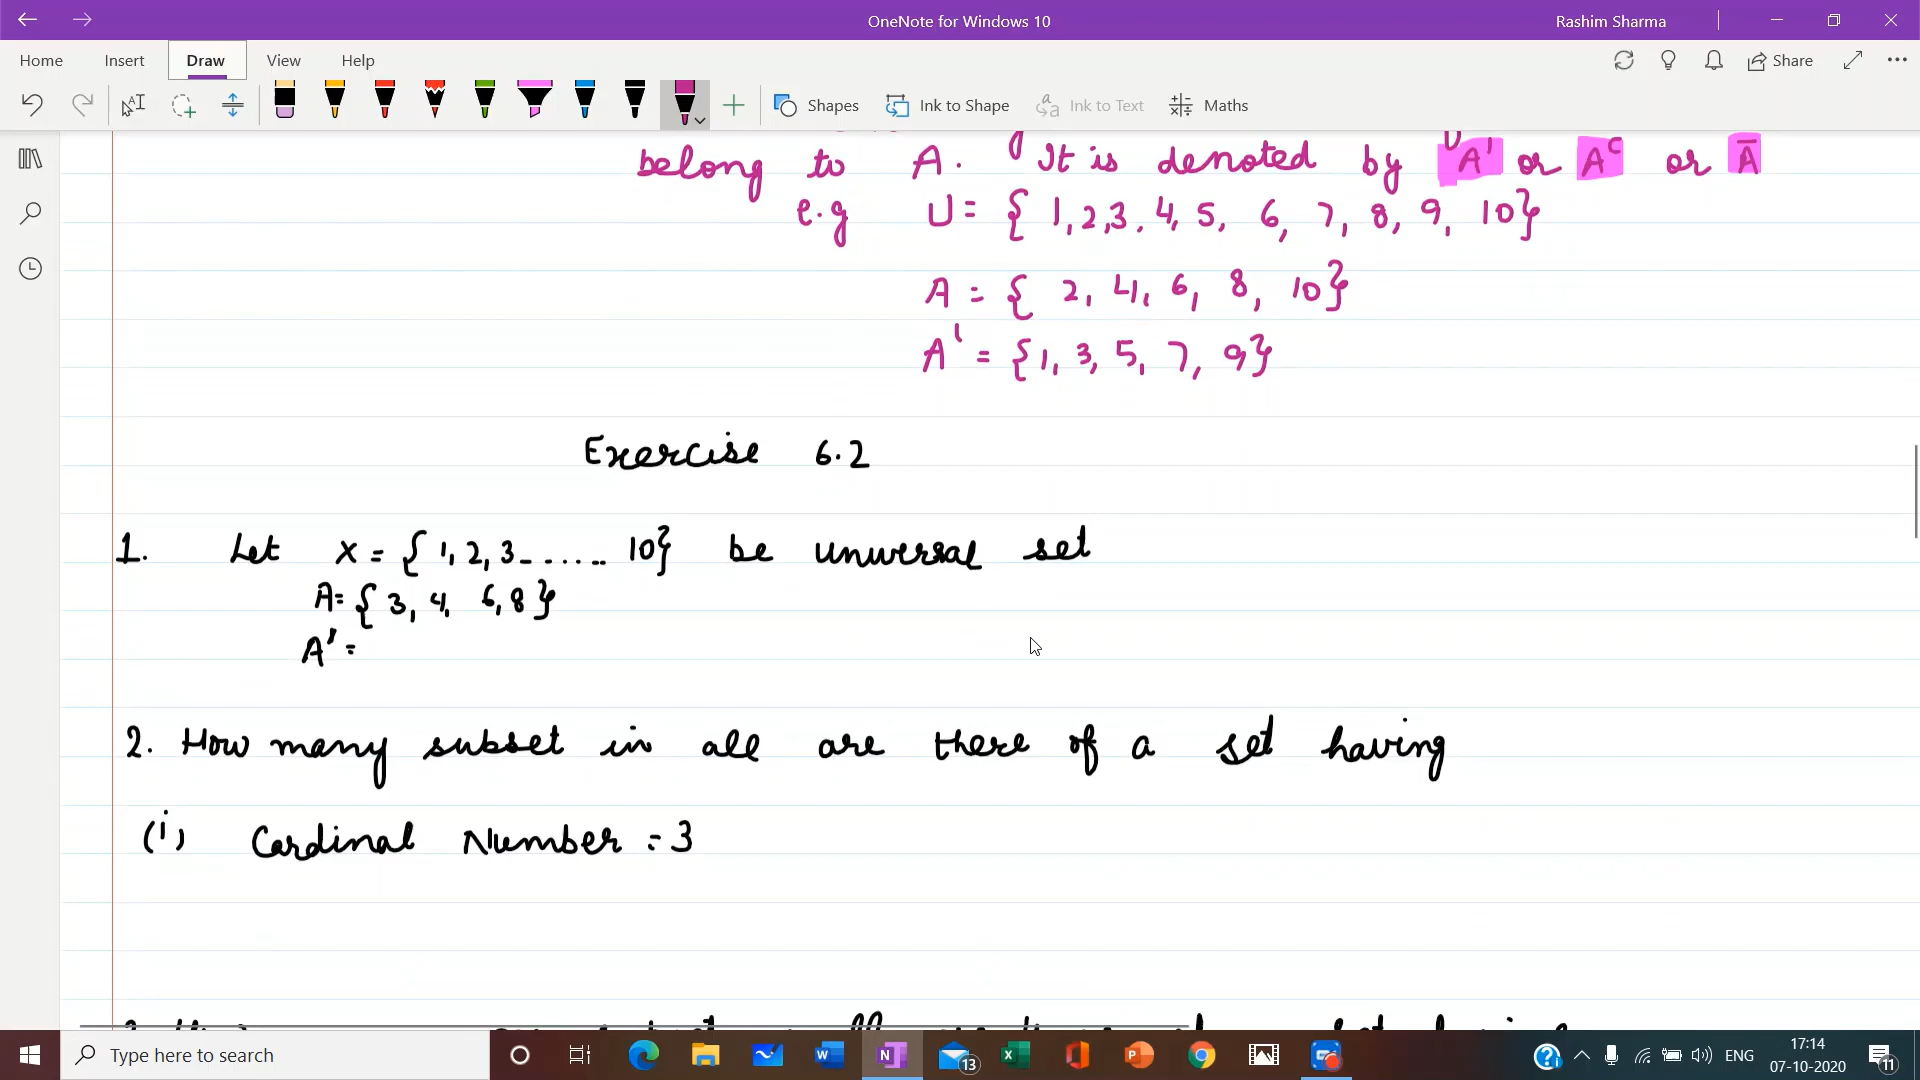 OneNote for Windows 10
Rashim Sharma
Home Insert Draw View Help
Share
Shapes Ink to Shape Ink to Text Maths
belong to A. It is denoted by A' or Aᶜ or A̅
e.g U = { 1,2,3, 4, 5, 6, 7, 8, 9, 10}
A = { 2, 4, 6, 8, 10}
A' = {1, 3, 5, 7, 9}
Exercise 6.2
1. Let X = { 1, 2, 3 - - ..... 10} be universal set
A = { 3, 4, 6, 8 }
A' =
2. How many subset in all are there of a set having
(i) Cardinal Number = 3
Type here to search
13
ENG
17:14
07-10-2020
11